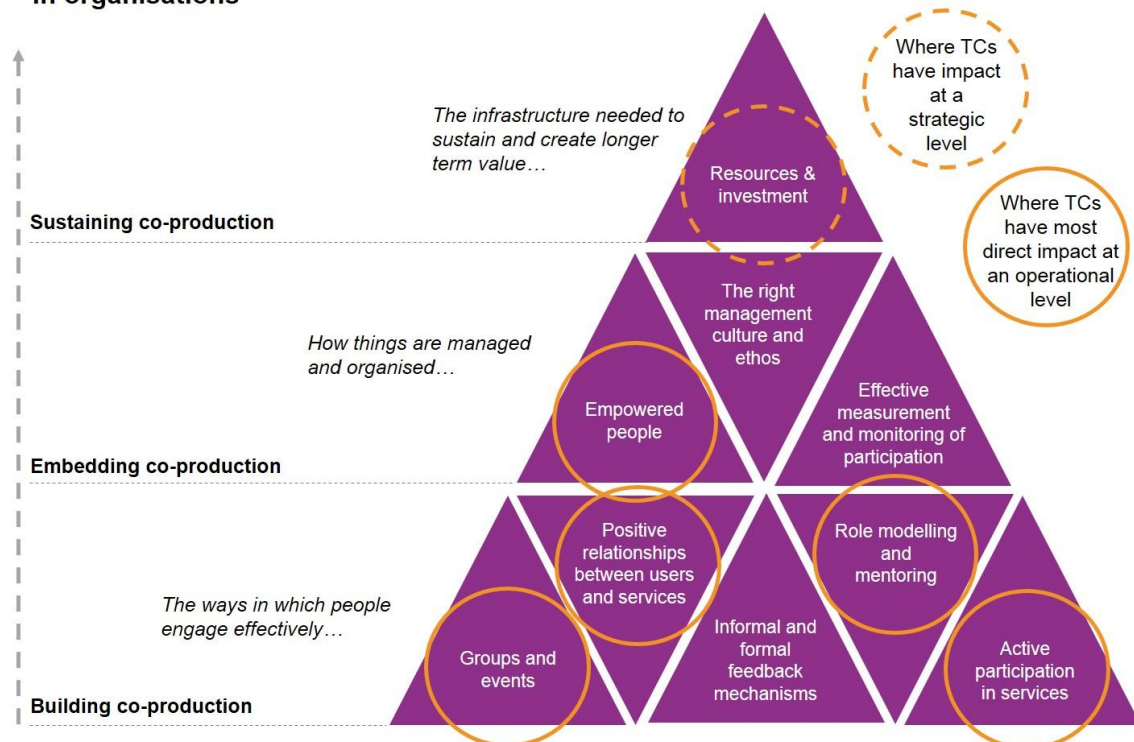 in organisations
Where TCs
have impact
at a
strategic
level
The infrastructure needed to
sustain and create longer
term value…
Resources &
investment
Where TCs
have most
direct impact at
an operational
level
Sustaining co-production
The right
management
culture and
ethos
How things are managed
and organised…
Empowered
people
Effective
measurement
and monitoring of
participation
Embedding co-production
Positive
relationships
between users
and services
Role modelling
and
mentoring
The ways in which people
engage effectively…
Informal and
formal
feedback
mechanisms
Groups and
events
Active
participation
in services
Building co-production